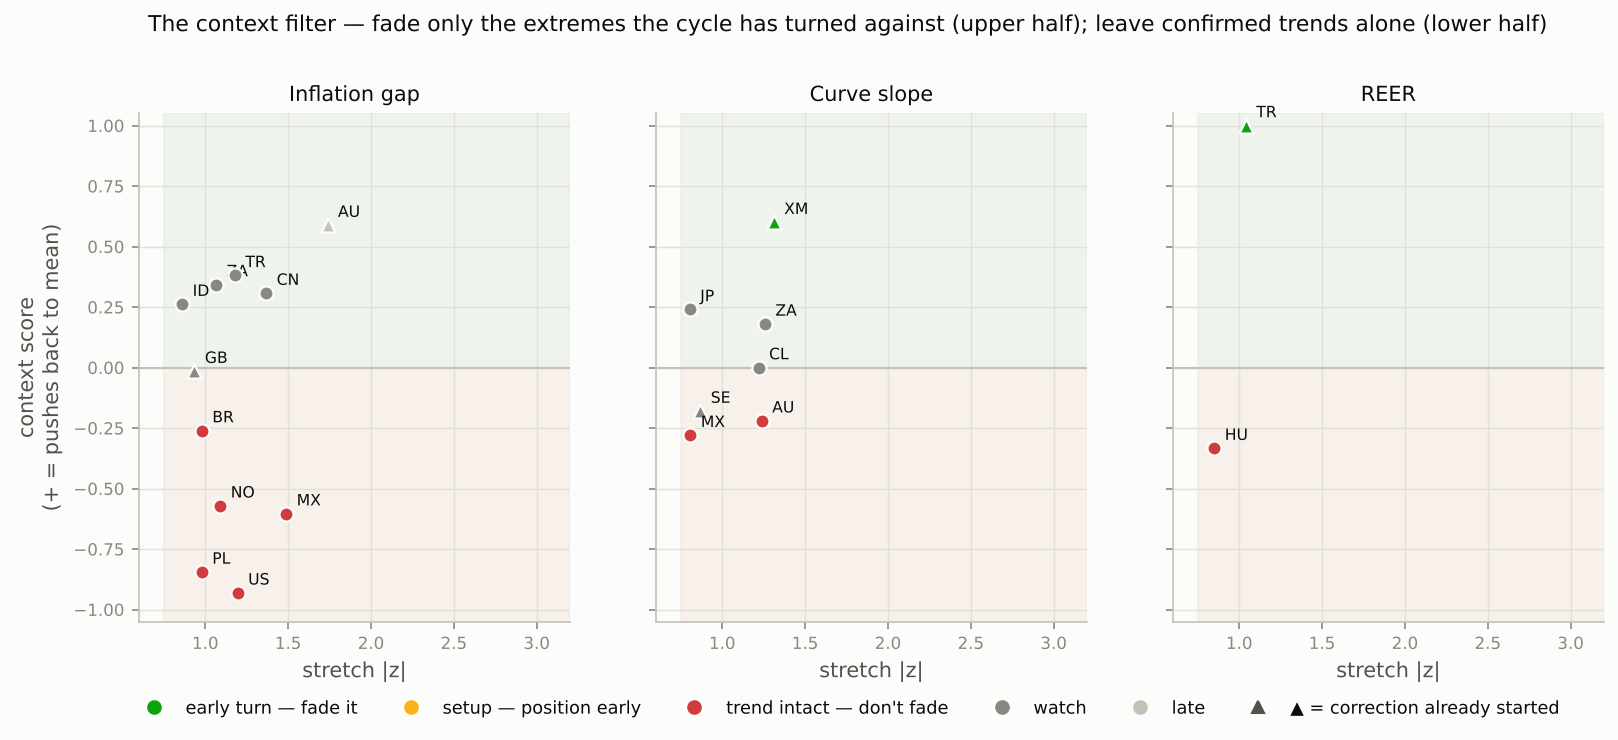 The context filter — fade only the extremes the cycle has turned against (upper half); leave confirmed trends alone (lower half)
Inflation gap
context score
(+ = pushes back to mean)
1.00
0.75
0.50
0.25
0.00
−0.25
−0.50
−0.75
−1.00
AU
TR
ZA
CN
ID
GB
BR
NO
MX
PL
US
1.0 1.5 2.0 2.5 3.0
stretch |z|
Curve slope
XM
JP
ZA
CL
SE
AU
MX
1.0 1.5 2.0 2.5 3.0
stretch |z|
REER
TR
HU
1.0 1.5 2.0 2.5 3.0
stretch |z|
early turn — fade it setup — position early trend intact — don't fade watch late ▲ = correction already started